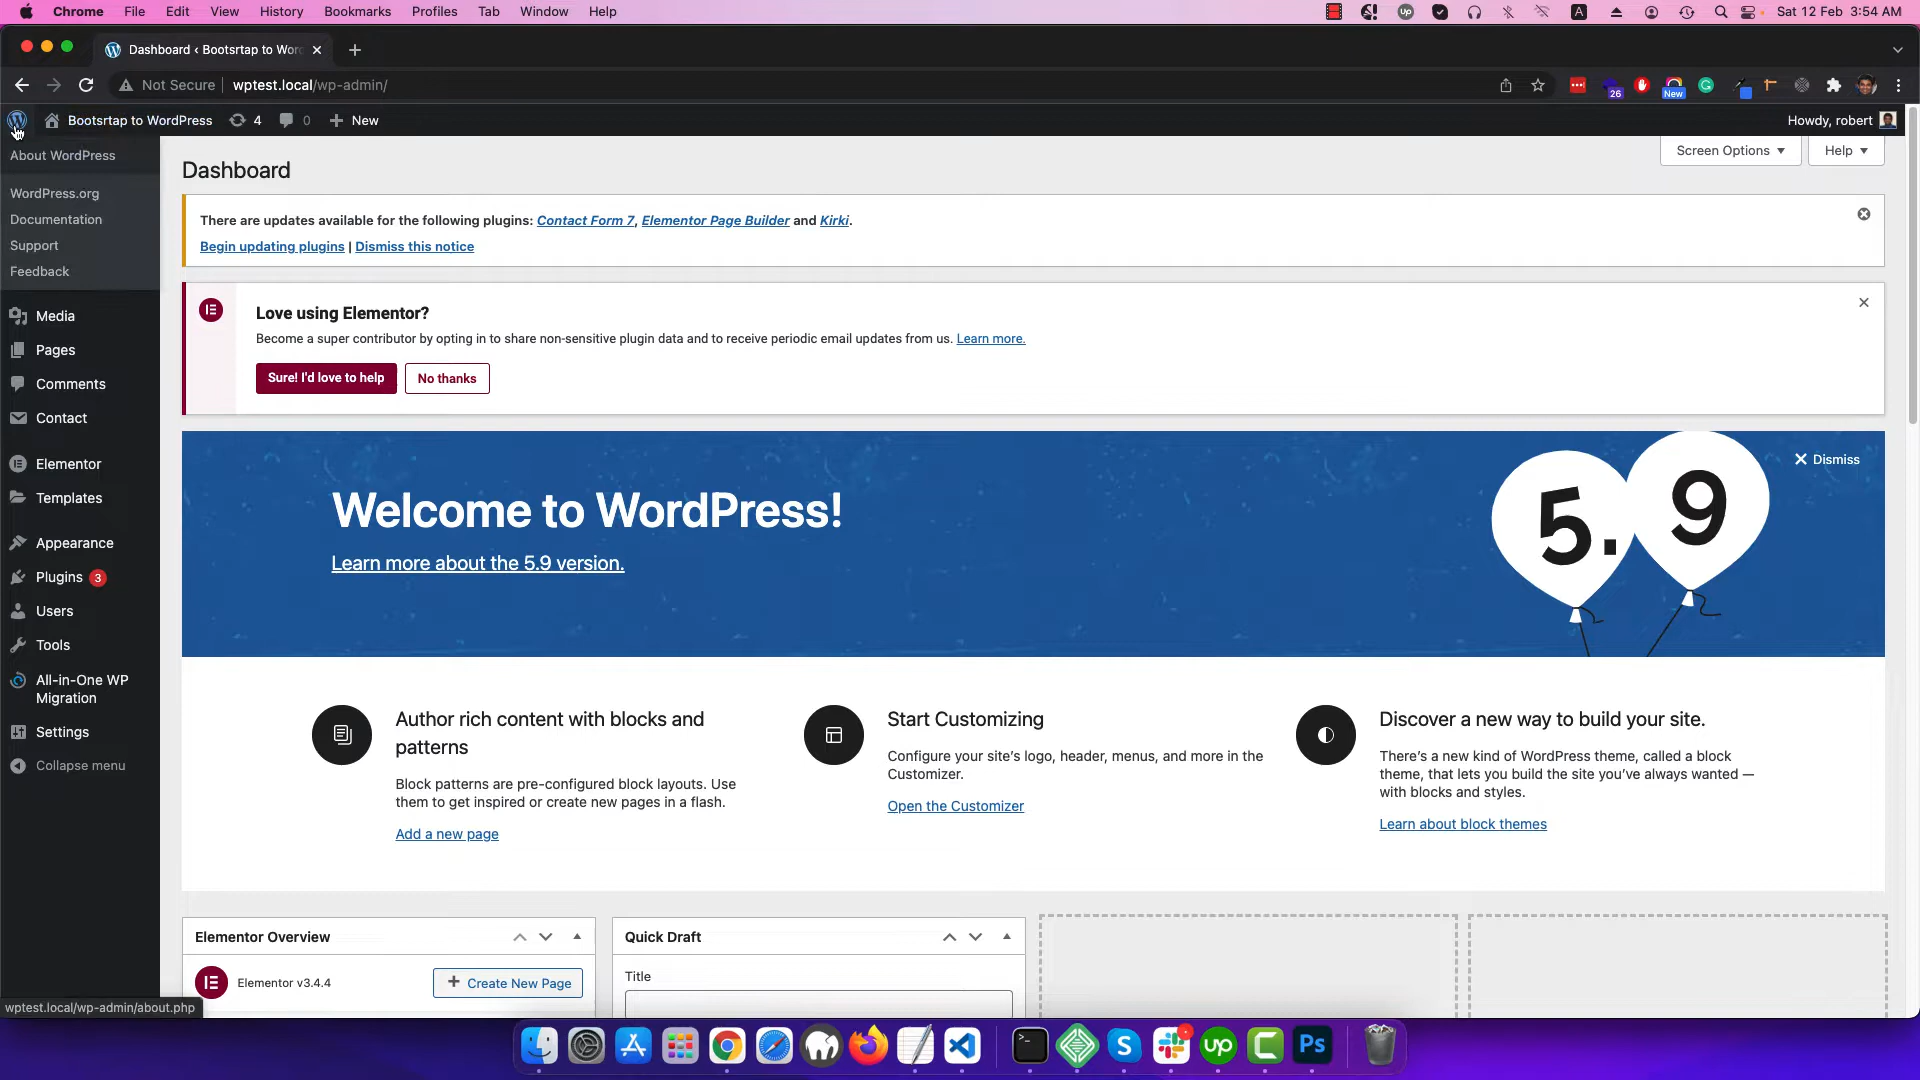 Chrome File Edit View History Bookmarks Profiles Tab Window Help
A Sat 12 Feb 3:54 AM
Dashboard ‹ Bootsrtap to Wor
Not Secure | wptest.local/wp-admin/
26 New
Bootsrtap to WordPress 4 0 New
Howdy, robert
About WordPress
WordPress.org
Documentation
Support
Feedback
Media
Pages
Comments
Contact
Elementor
Templates
Appearance
Plugins 3
Users
Tools
All-in-One WP
Migration
Settings
Collapse menu
Screen Options
Help
Dashboard
There are updates available for the following plugins: Contact Form 7, Elementor Page Builder and Kirki.
Begin updating plugins | Dismiss this notice
Love using Elementor?
Become a super contributor by opting in to share non-sensitive plugin data and to receive periodic email updates from us. Learn more.
Sure! I'd love to help
No thanks
Welcome to WordPress!
Learn more about the 5.9 version.
5.9
Dismiss
Author rich content with blocks and
patterns
Block patterns are pre-configured block layouts. Use
them to get inspired or create new pages in a flash.
Add a new page
Start Customizing
Configure your site's logo, header, menus, and more in the
Customizer.
Open the Customizer
Discover a new way to build your site.
There's a new kind of WordPress theme, called a block
theme, that lets you build the site you've always wanted —
with blocks and styles.
Learn about block themes
Elementor Overview
Elementor v3.4.4
Create New Page
Quick Draft
Title
wptest.local/wp-admin/about.php
S
up
C
Ps